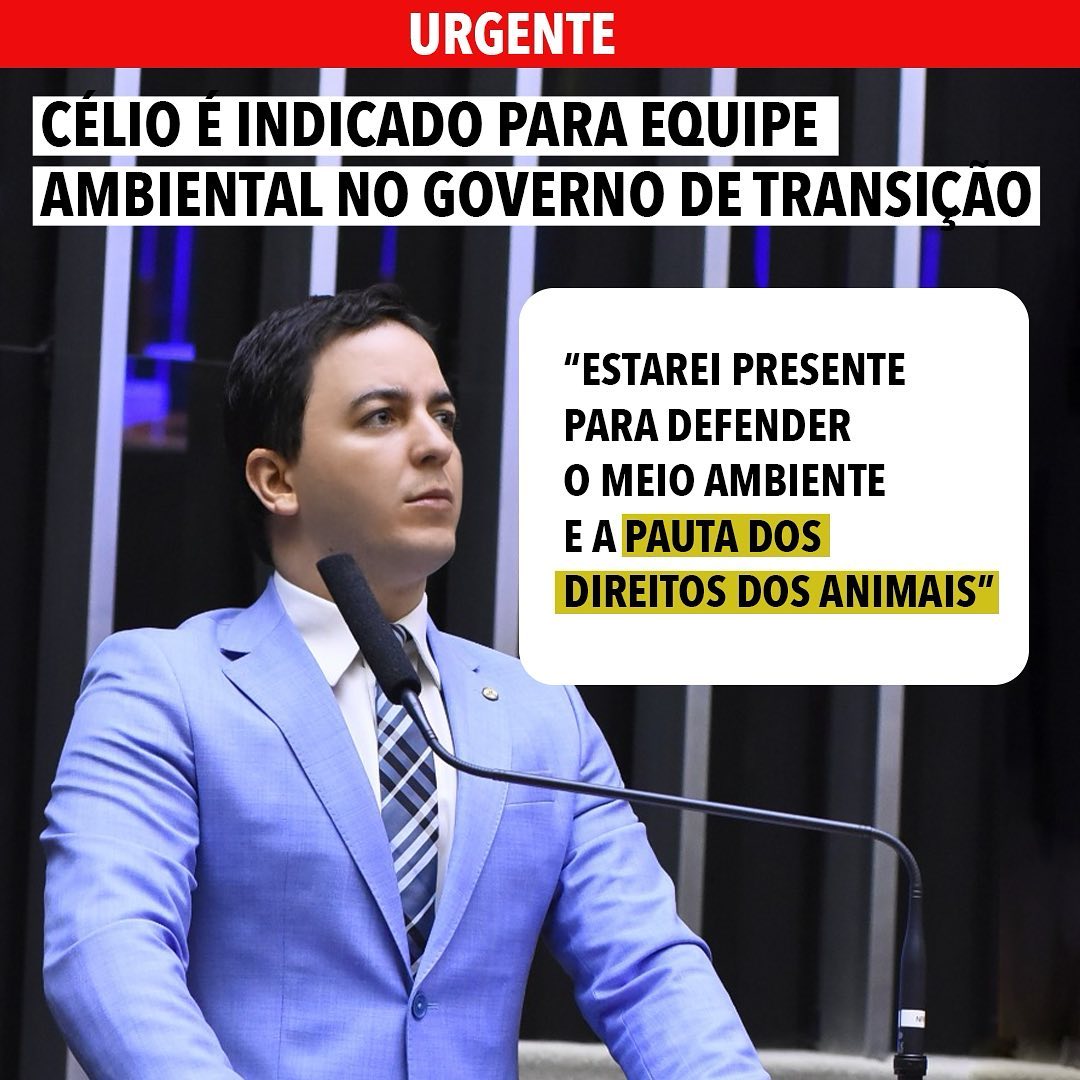 URGENTE
CÉLIO É INDICADO PARA EQUIPE
AMBIENTAL NO GOVERNO DE TRANSIÇÃO
“ESTAREI PRESENTE
PARA DEFENDER
O MEIO AMBIENTE
E A PAUTA DOS
DIREITOS DOS ANIMAIS”